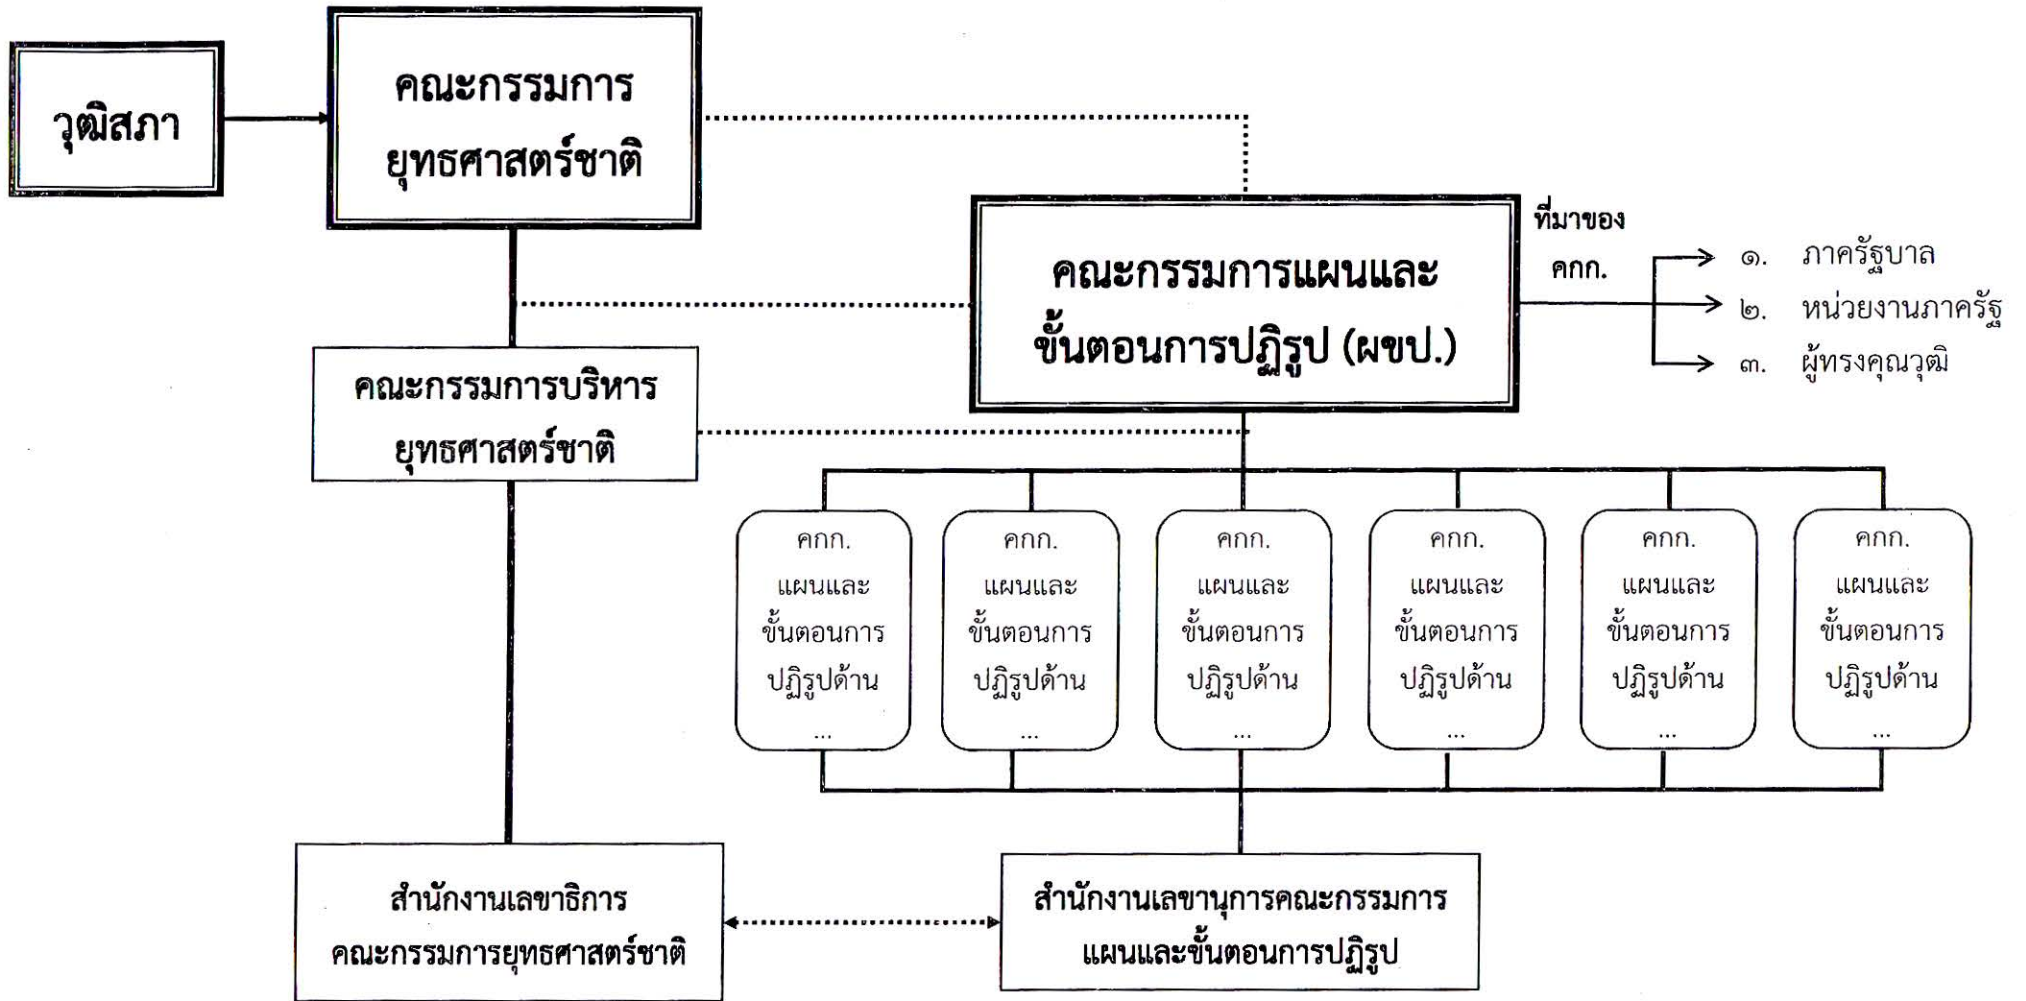 วุฒิสภา
คณะกรรมการ
ยุทธศาสตร์ชาติ
คณะกรรมการแผนและ
ขั้นตอนการปฏิรูป (ผขป.)
ที่มาของ
คกก.
๑. ภาครัฐบาล
๒. หน่วยงานภาครัฐ
๓. ผู้ทรงคุณวุฒิ
คณะกรรมการบริหาร
ยุทธศาสตร์ชาติ
คกก.
แผนและ
ขั้นตอนการ
ปฏิรูปด้าน
...
คกก.
แผนและ
ขั้นตอนการ
ปฏิรูปด้าน
...
คกก.
แผนและ
ขั้นตอนการ
ปฏิรูปด้าน
...
คกก.
แผนและ
ขั้นตอนการ
ปฏิรูปด้าน
...
คกก.
แผนและ
ขั้นตอนการ
ปฏิรูปด้าน
...
คกก.
แผนและ
ขั้นตอนการ
ปฏิรูปด้าน
...
สำนักงานเลขาธิการ
คณะกรรมการยุทธศาสตร์ชาติ
สำนักงานเลขานุการคณะกรรมการ
แผนและขั้นตอนการปฏิรูป